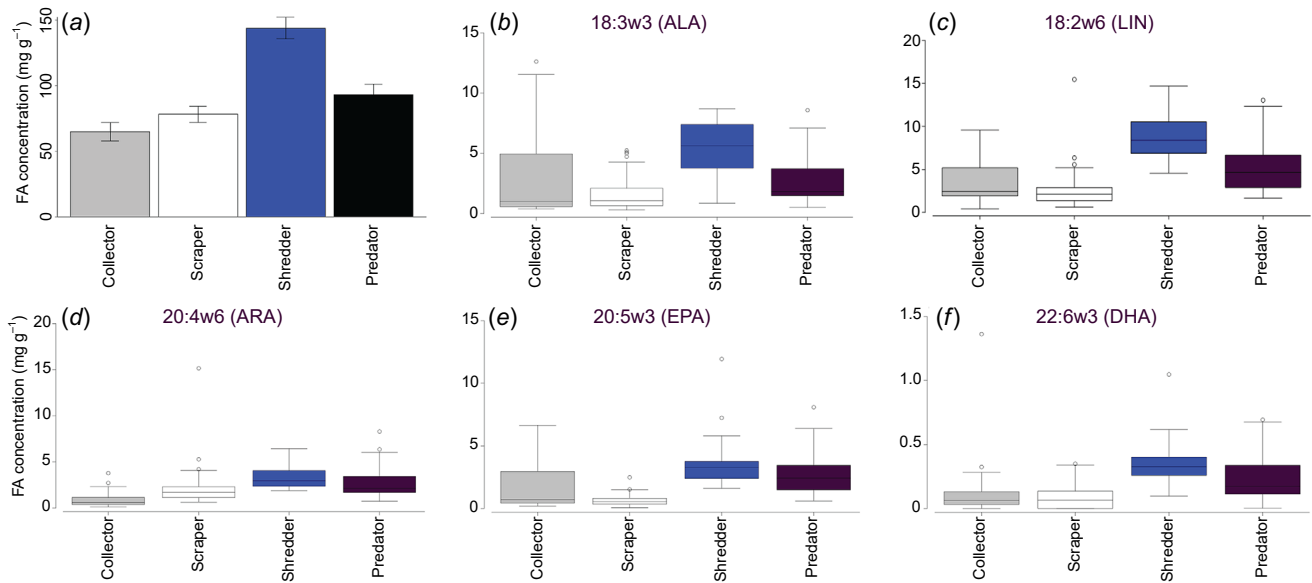 (a)
FA concentration (mg g–1)
150
100
50
0
Collector
Scraper
Shredder
Predator
(b)
18:3w3 (ALA)
15
10
5
0
Collector
Scraper
Shredder
Predator
(c)
18:2w6 (LIN)
20
15
10
5
0
Collector
Scraper
Shredder
Predator
(d)
20:4w6 (ARA)
FA concentration (mg g–1)
20
15
10
5
0
Collector
Scraper
Shredder
Predator
(e)
20:5w3 (EPA)
15
10
5
0
Collector
Scraper
Shredder
Predator
(f)
22:6w3 (DHA)
1.5
1.0
0.5
0
Collector
Scraper
Shredder
Predator